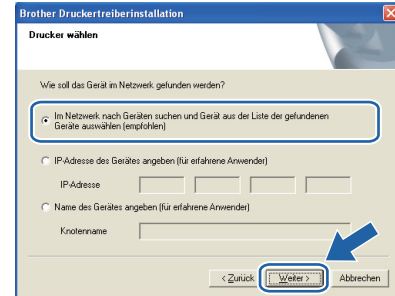 Brother Druckertreiberinstallation
Drucker wählen
Wie soll das Gerät im Netzwerk gefunden werden?
Im Netzwerk nach Geräten suchen und Gerät aus der Liste der gefundenen
Geräte auswählen (empfohlen)
IP-Adresse des Gerätes angeben (für erfahrene Anwender)
IP-Adresse
Name des Gerätes angeben (für erfahrene Anwender)
Knotenname
< Zurück Weiter > Abbrechen